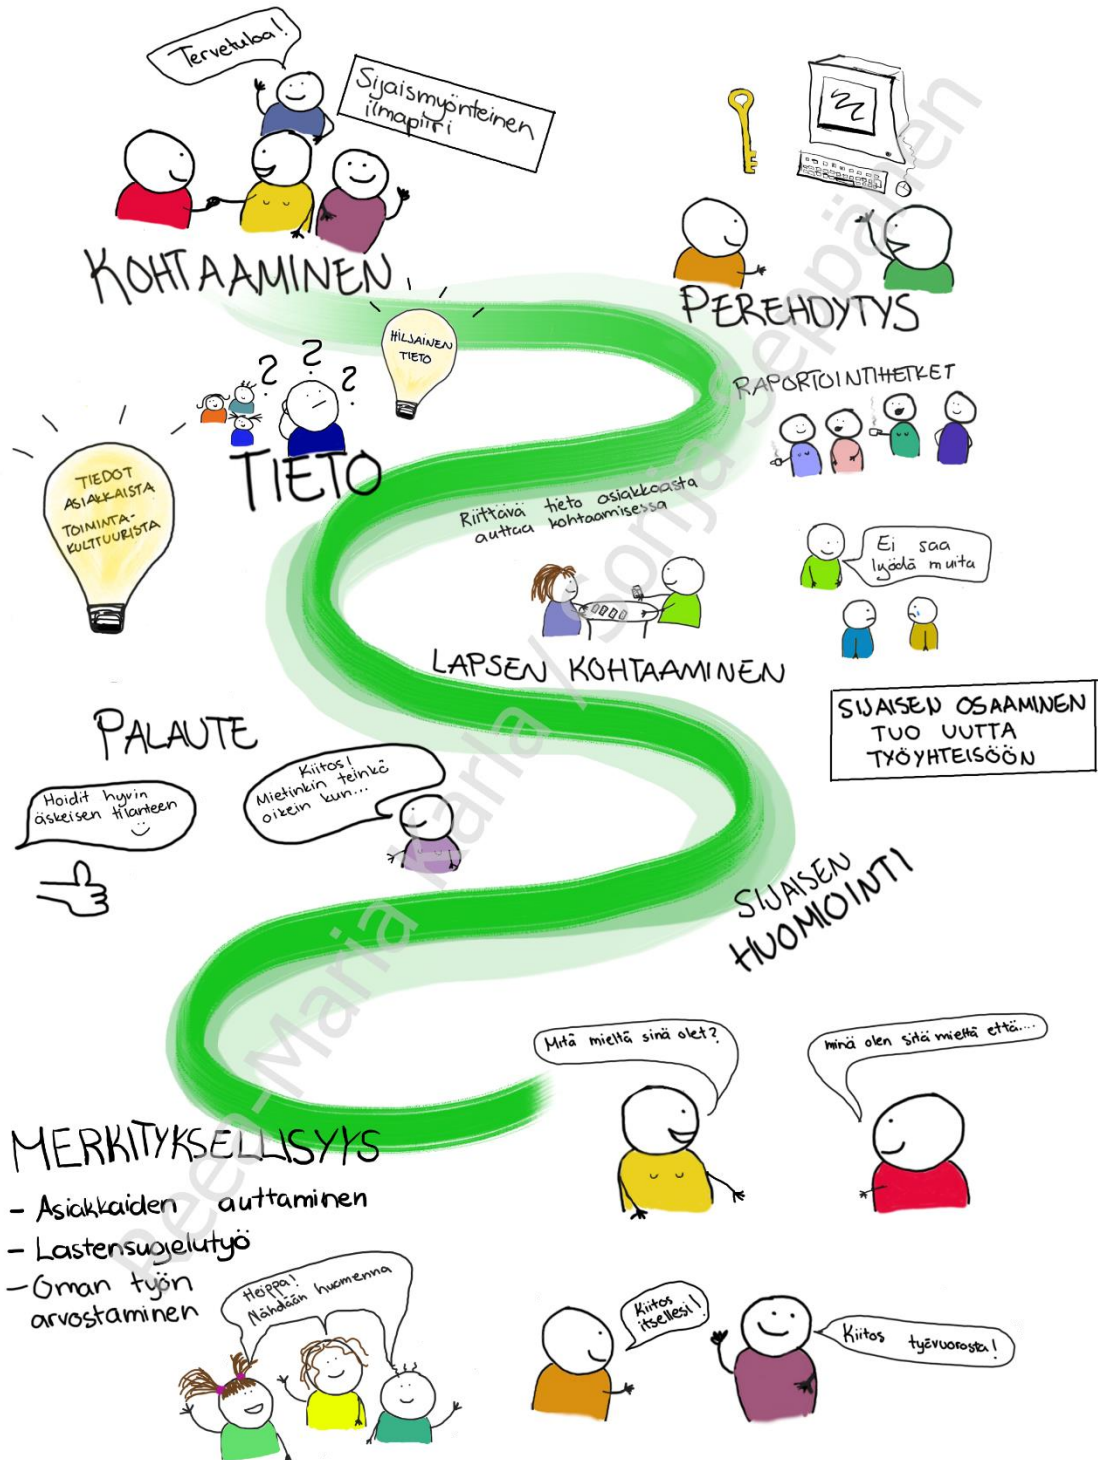 Tervetuloa!
Sijaismyönteinen
ilmapiiri
KOHTAAMINEN
PEREHDYTYS
HILJAINEN
TIETO
? ? ?
TIETO
TIEDOT
ASIAKKAISTA
TOIMINTA-
KULTTUURISTA
RAPORTOINTIHETKET
Riittävä tieto asiakkaasta
auttaa kohtaamisessa
Ei saa
lyödä muita
LAPSEN KOHTAAMINEN
SIJAISEN OSAAMINEN
TUO UUTTA
TYÖYHTEISÖÖN
PALAUTE
Hoidit hyvin
äskeisen tilanteen
Kiitos!
Mietinkin teinkö
oikein kun...
SIJAISEN
HUOMIOINTI
Mitä mieltä sinä olet?
minä olen sitä mieltä että....
MERKITYKSELLISYYS
- Asiakkaiden auttaminen
- Lastensuojelutyö
- Oman työn
arvostaminen
Heippa!
Nähdään huomenna
Kiitos
itsellesi!
Kiitos työvuorosta!
Reea-Maria Karla / Sonja Seppänen